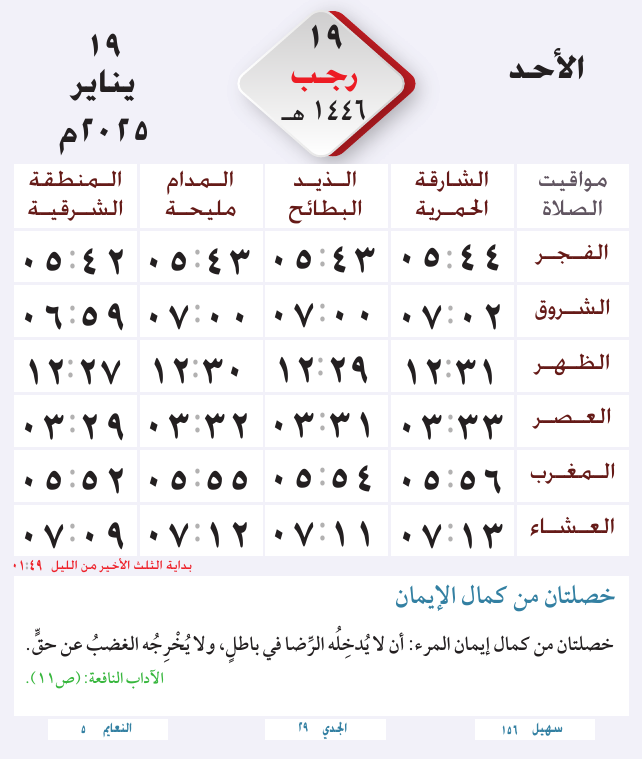 الأحد
١٩
رجب
١٤٤٦ هـ
١٩
يناير
٢٠٢٥م
مواقيت الصلاة
الشارقة الحمرية
الذيد البطائح
المدام مليحة
المنطقة الشرقية
الفجر ٠٥:٤٤ ٠٥:٤٣ ٠٥:٤٣ ٠٥:٤٢
الشروق ٠٧:٠٢ ٠٧:٠٠ ٠٧:٠٠ ٠٦:٥٩
الظهر ١٢:٣١ ١٢:٢٩ ١٢:٣٠ ١٢:٢٧
العصر ٠٣:٣٣ ٠٣:٣١ ٠٣:٣٢ ٠٣:٢٩
المغرب ٠٥:٥٦ ٠٥:٥٤ ٠٥:٥٥ ٠٥:٥٢
العشاء ٠٧:١٣ ٠٧:١١ ٠٧:١٢ ٠٧:٠٩
بداية الثلث الأخير من الليل ٠١:٤٩
خصلتان من كمال الإيمان
خصلتان من كمال إيمان المرء: أن لا يُدخِلُه الرِّضا في باطلٍ، ولا يُخْرِجُه الغضبُ عن حقٍّ.
الآداب النافعة: (ص١١).
سهيل ١٥٦
الجدي ٢٩
النعايم ٥